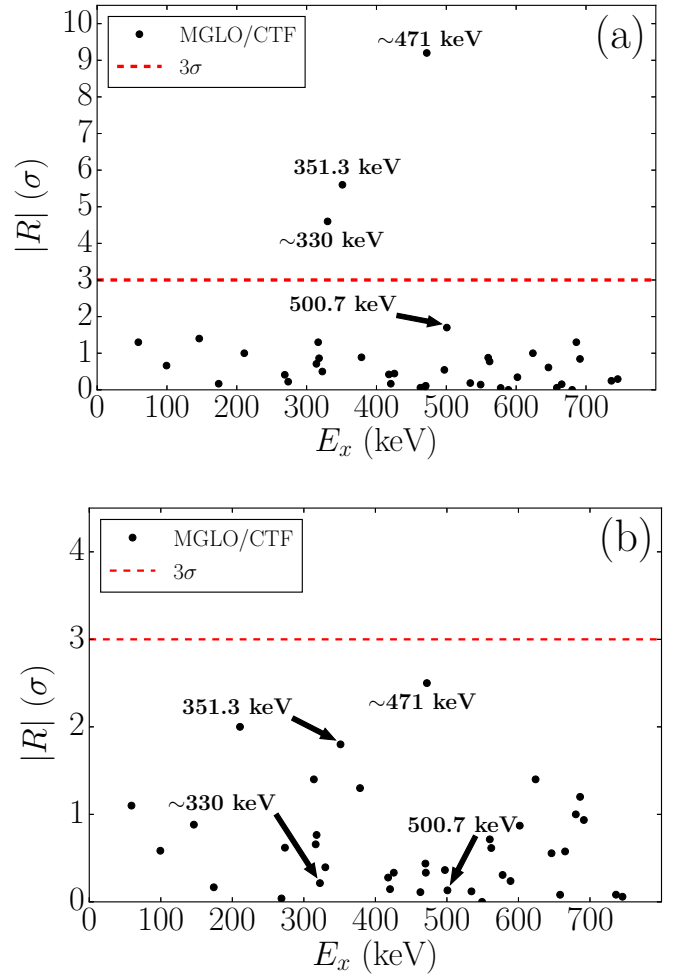 (a)
MGLO/CTF
3σ
~471 keV
351.3 keV
~330 keV
500.7 keV
10
9
8
7
6
5
4
3
2
1
0
|R| (σ)
0 100 200 300 400 500 600 700
E_x (keV)
(b)
MGLO/CTF
3σ
351.3 keV
~471 keV
~330 keV
500.7 keV
4
3
2
1
0
|R| (σ)
0 100 200 300 400 500 600 700
E_x (keV)